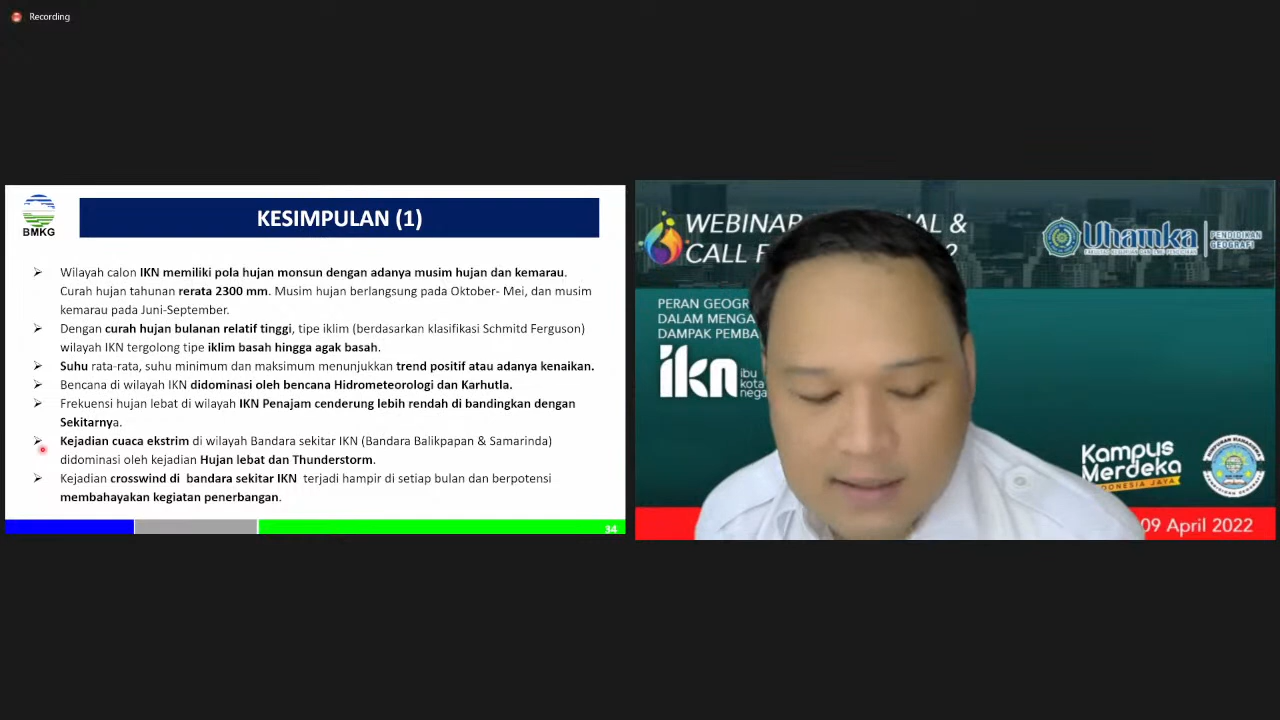 Recording
BMKG
KESIMPULAN (1)
Wilayah calon IKN memiliki pola hujan monsun dengan adanya musim hujan dan kemarau.
Curah hujan tahunan rerata 2300 mm. Musim hujan berlangsung pada Oktober- Mei, dan musim
kemarau pada Juni-September.
Dengan curah hujan bulanan relatif tinggi, tipe iklim (berdasarkan klasifikasi Schmitd Ferguson)
wilayah IKN tergolong tipe iklim basah hingga agak basah.
Suhu rata-rata, suhu minimum dan maksimum menunjukkan trend positif atau adanya kenaikan.
Bencana di wilayah IKN didominasi oleh bencana Hidrometeorologi dan Karhutla.
Frekuensi hujan lebat di wilayah IKN Penajam cenderung lebih rendah di bandingkan dengan
Sekitarnya.
Kejadian cuaca ekstrim di wilayah Bandara sekitar IKN (Bandara Balikpapan & Samarinda)
didominasi oleh kejadian Hujan lebat dan Thunderstorm.
Kejadian crosswind di bandara sekitar IKN terjadi hampir di setiap bulan dan berpotensi
membahayakan kegiatan penerbangan.
34
WEBINAR &
CALL
Uhamka
PENDIDIKAN
GEOGRAFI
PERAN
DALAM
DAMPAK
ikn
ibu
kota
Kampus
Merdeka
INDONESIA JAYA
09 April 2022